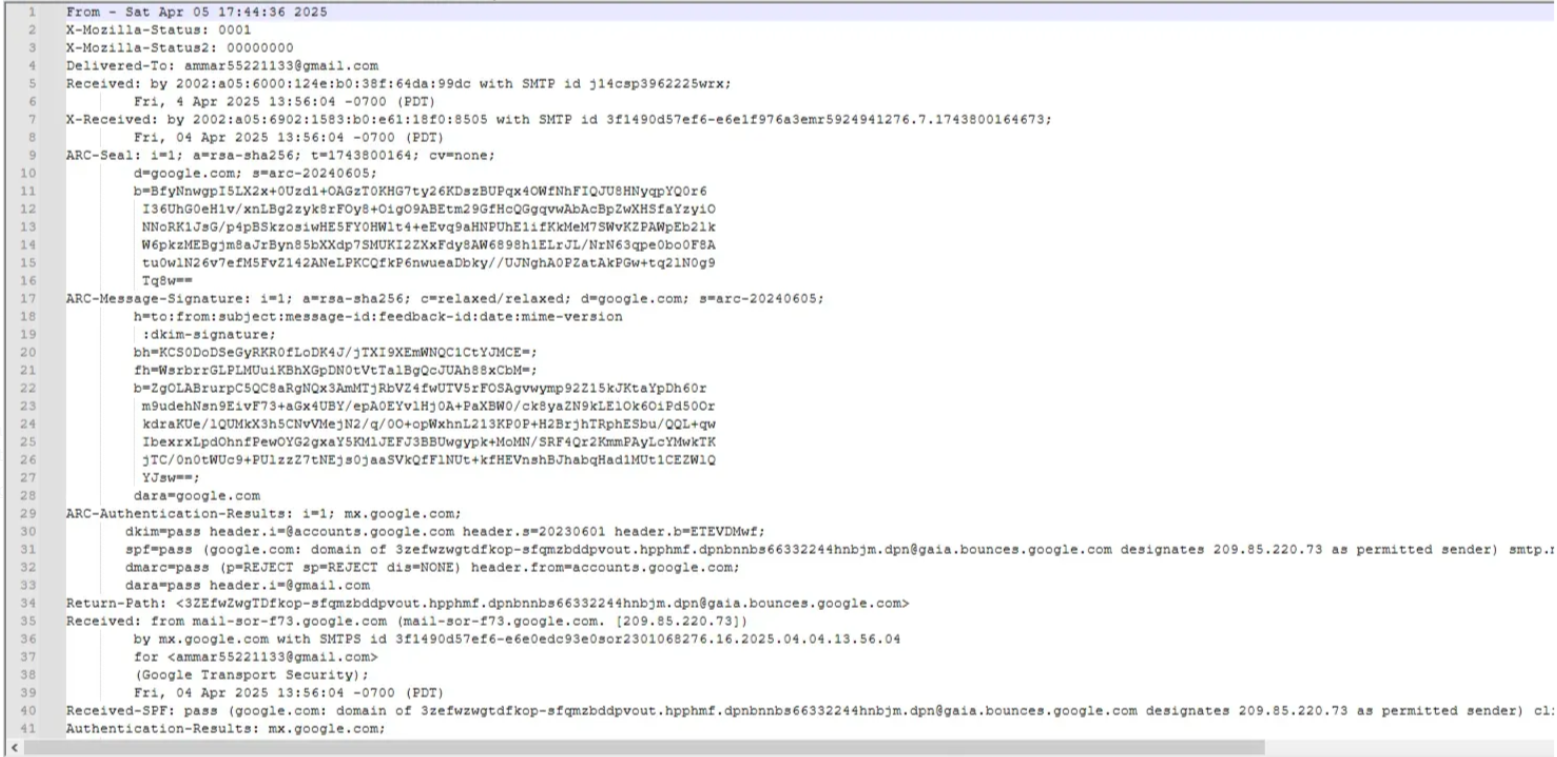 1 From - Sat Apr 05 17:44:36 2025
2 X-Mozilla-Status: 0001
3 X-Mozilla-Status2: 00000000
4 Delivered-To: ammar55221133@gmail.com
5 Received: by 2002:a05:6000:124e:b0:38f:64da:99dc with SMTP id j14csp3962225wrx;
6 Fri, 4 Apr 2025 13:56:04 -0700 (PDT)
7 X-Received: by 2002:a05:6902:1583:b0:e61:18f0:8505 with SMTP id 3f1490d57ef6-e6e1f976a3emr5924941276.7.1743800164673;
8 Fri, 04 Apr 2025 13:56:04 -0700 (PDT)
9 ARC-Seal: i=1; a=rsa-sha256; t=1743800164; cv=none;
10 d=google.com; s=arc-20240605;
11 b=BfyNnwgpI5LX2x+0Uzd1+OAGzT0KHG7ty26KDszBUPqx4OWfNhFIQJU8HNyqpYQ0r6
12 I36UhG0eHlv/xnLBg2zyk8rFOy8+OigO9ABEtm29GfHcQGgqvwAbAcBpZwXHSfaYzyiO
13 NNoRK1JsG/p4pBSkzosiwHE5FY0HWlt4+eEvq9aHNPUhE1ifKkMeM7SWvKZPAWpEb2lk
14 W6pkzMEBgjm8aJrByn85bXXdp7SMUKI2ZXxFdy8AW6898h1ELrJL/NrN63qpe0bo0F8A
15 tu0wlN26v7efM5FvZ142ANeLPKCQfkP6nwueaDbky//UJNghA0PZatAkPGw+tq2lN0g9
16 Tq8w==
17 ARC-Message-Signature: i=1; a=rsa-sha256; c=relaxed/relaxed; d=google.com; s=arc-20240605;
18 h=to:from:subject:message-id:feedback-id:date:mime-version
19 :dkim-signature;
20 bh=KCS0DoDSeGyRKR0fLoDK4J/jTXI9XEmWNQC1CtYJMCE=;
21 fh=WsrbrrGLPLMUuiKBhXGpDN0tVtTalBgQcJUAh88xCbM=;
22 b=ZgOLABrurpC5QC8aRgNQx3AmMTjRbVZ4fwUTV5rFOSAgvwymp92Z15kJKtaYpDh60r
23 m9udehNsn9EivF73+aGx4UBY/epA0EYvlHj0A+PaXBW0/ck8yaZN9kLElOk6OiPd50Or
24 kdraKUe/lQUMkX3h5CNvVMejN2/q/0O+opWxhnL213KP0P+H2BrjhTRphESbu/QQL+qw
25 IbexrxLpdOhnfPewOYG2gxaY5KMlJEFJ3BBUwgypk+MoMN/SRF4Qr2KmmPAyLcYMwkTK
26 jTC/0n0tWUc9+PUlzzZ7tNEjs0jaaSVkQfFlNUt+kfHEVnshBJhabqHadlMUt1CEZWlQ
27 YJsw==;
28 dara=google.com
29 ARC-Authentication-Results: i=1; mx.google.com;
30 dkim=pass header.i=@accounts.google.com header.s=20230601 header.b=ETEVDMwf;
31 spf=pass (google.com: domain of 3zefwzwgtdfkop-sfqmzbddpvout.hpphmf.dpnbnnbs66332244hnbjm.dpn@gaia.bounces.google.com designates 209.85.220.73 as permitted sender)
32 dmarc=pass (p=REJECT sp=REJECT dis=NONE) header.from=accounts.google.com;
33 dara=pass header.i=@gmail.com
34 Return-Path: <3ZEfwZwgTDfkop-sfqmzbddpvout.hpphmf.dpnbnnbs66332244hnbjm.dpn@gaia.bounces.google.com>
35 Received: from mail-sor-f73.google.com (mail-sor-f73.google.com. [209.85.220.73])
36 by mx.google.com with SMTPS id 3f1490d57ef6-e6e0edc93e0sor2301068276.16.2025.04.04.13.56.04
37 for <ammar55221133@gmail.com>
38 (Google Transport Security);
39 Fri, 04 Apr 2025 13:56:04 -0700 (PDT)
40 Received-SPF: pass (google.com: domain of 3zefwzwgtdfkop-sfqmzbddpvout.hpphmf.dpnbnnbs66332244hnbjm.dpn@gaia.bounces.google.com designates 209.85.220.73 as permitted sender)
41 Authentication-Results: mx.google.com;